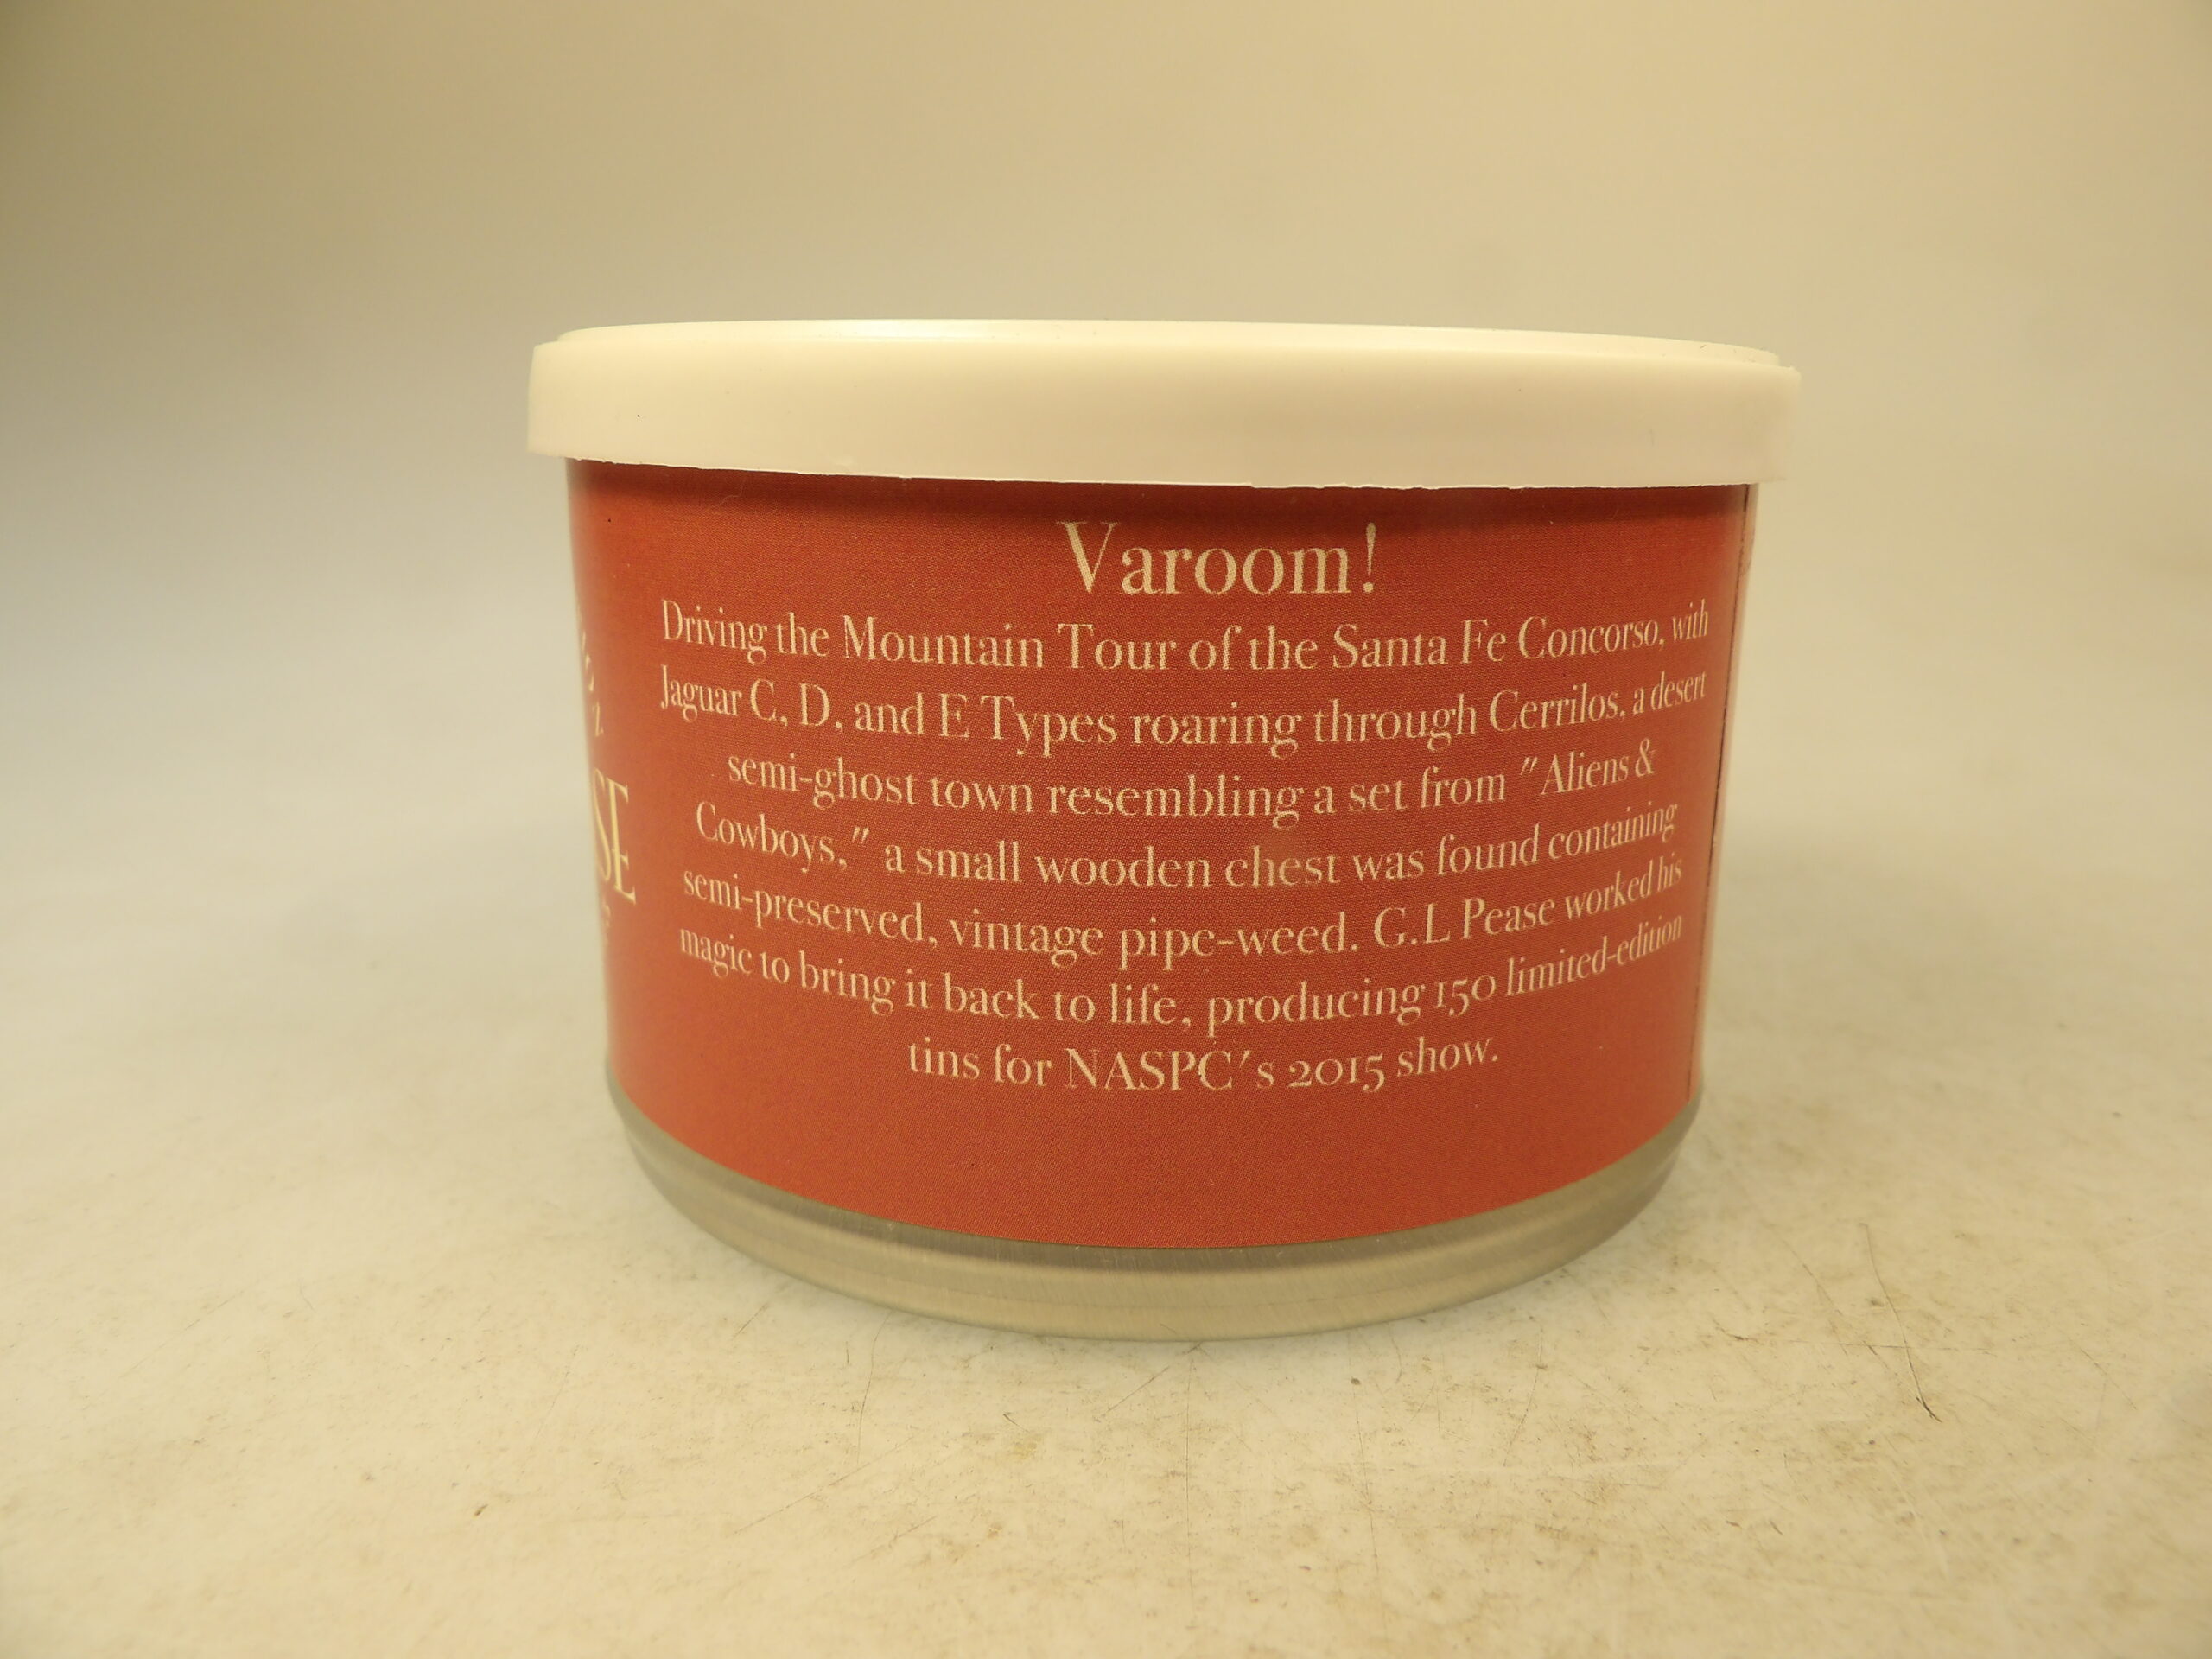 Varoom!
Driving the Mountain Tour of the Santa Fe Concorso, with
Jaguar C, D, and E Types roaring through Cerrilos, a desert
semi-ghost town resembling a set from "Aliens &
Cowboys," a small wooden chest was found containing
semi-preserved, vintage pipe-weed. G.L Pease worked his
magic to bring it back to life, producing 150 limited-edition
tins for NASPC's 2015 show.
SE